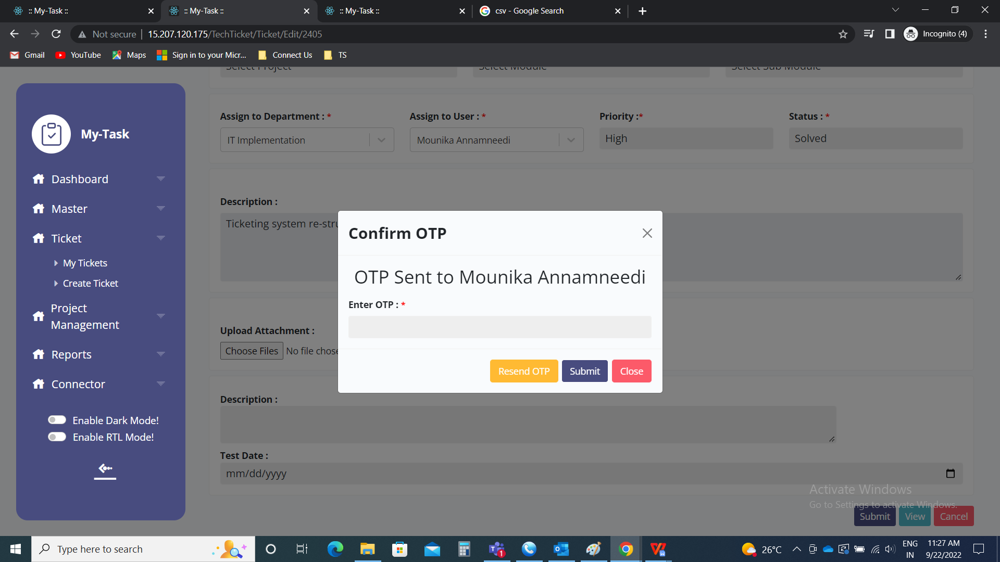 :: My-Task ::
:: My-Task ::
:: My-Task ::
csv - Google Search
Not secure
15.207.120.175/TechTicket/Ticket/Edit/2405
Incognito (4)
Gmail
YouTube
Maps
Sign in to your Micr...
Connect Us
TS
Select Project
Select Module
Select Sub Module
My-Task
Dashboard
Master
Ticket
My Tickets
Create Ticket
Project
Management
Reports
Connector
Enable Dark Mode!
Enable RTL Mode!
Assign to Department : *
Assign to User : *
Priority :*
Status : *
IT Implementation
Mounika Annamneedi
High
Solved
Description :
Ticketing system re-stru
Confirm OTP
OTP Sent to Mounika Annamneedi
Enter OTP : *
Resend OTP
Submit
Close
Upload Attachment :
Choose Files
No file chose
Description :
Test Date :
mm/dd/yyyy
Activate Windows
Go to Settings to activate Windows.
Submit
View
Cancel
Type here to search
1
26°C
ENG
IN
11:27 AM
9/22/2022